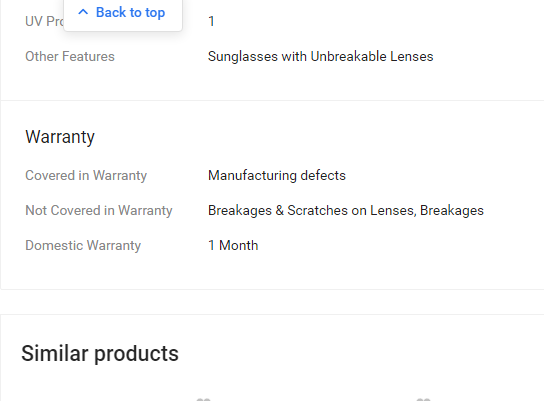 Back to top
UV Pro 1
Other Features Sunglasses with Unbreakable Lenses
Warranty
Covered in Warranty Manufacturing defects
Not Covered in Warranty Breakages & Scratches on Lenses, Breakages
Domestic Warranty 1 Month
Similar products